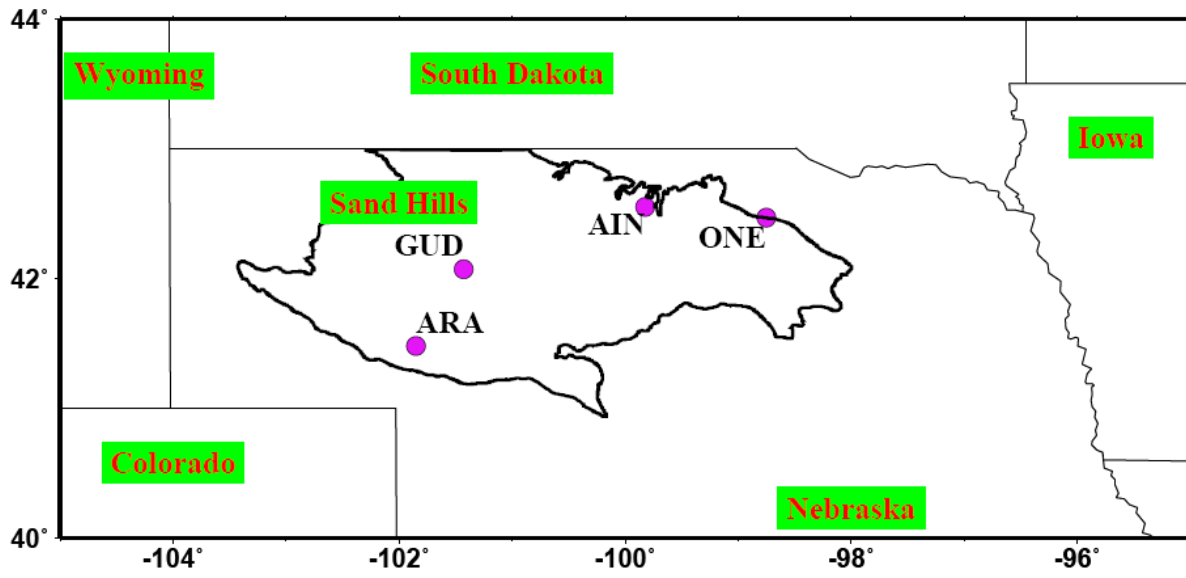 44°
Wyoming
South Dakota
Iowa
Sand Hills
AIN
ONE
GUD
42°
ARA
Colorado
Nebraska
40°
-104° -102° -100° -98° -96°